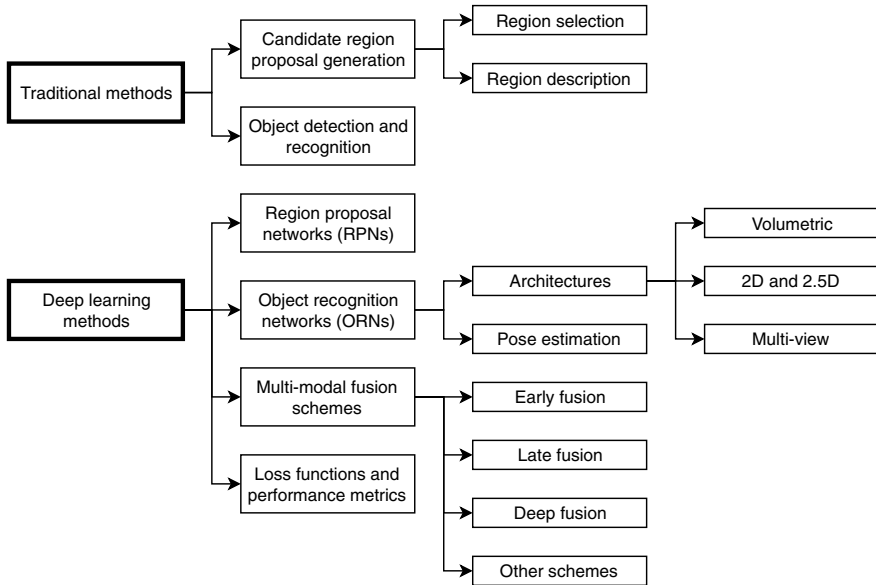 Traditional methods
Candidate region
proposal generation
Region selection
Region description
Object detection and
recognition
Deep learning
methods
Region proposal
networks (RPNs)
Object recognition
networks (ORNs)
Architectures
Volumetric
2D and 2.5D
Multi-view
Pose estimation
Multi-modal fusion
schemes
Early fusion
Late fusion
Deep fusion
Other schemes
Loss functions and
performance metrics